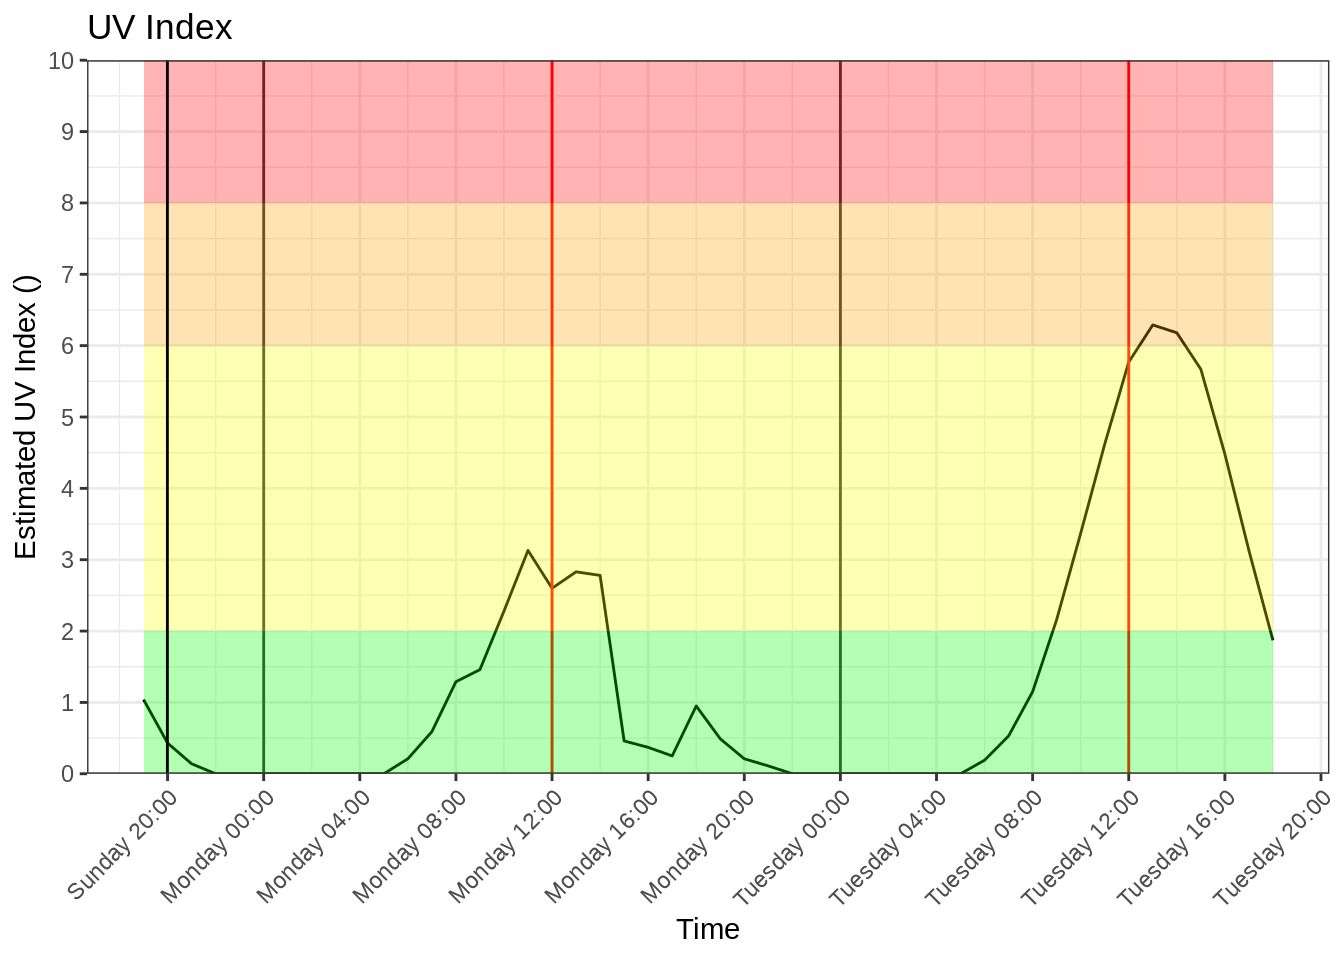 UV Index
Estimated UV Index ()
10
9
8
7
6
5
4
3
2
1
0
Sunday 20:00
Monday 00:00
Monday 04:00
Monday 08:00
Monday 12:00
Monday 16:00
Monday 20:00
Tuesday 00:00
Tuesday 04:00
Tuesday 08:00
Tuesday 12:00
Tuesday 16:00
Tuesday 20:00
Time